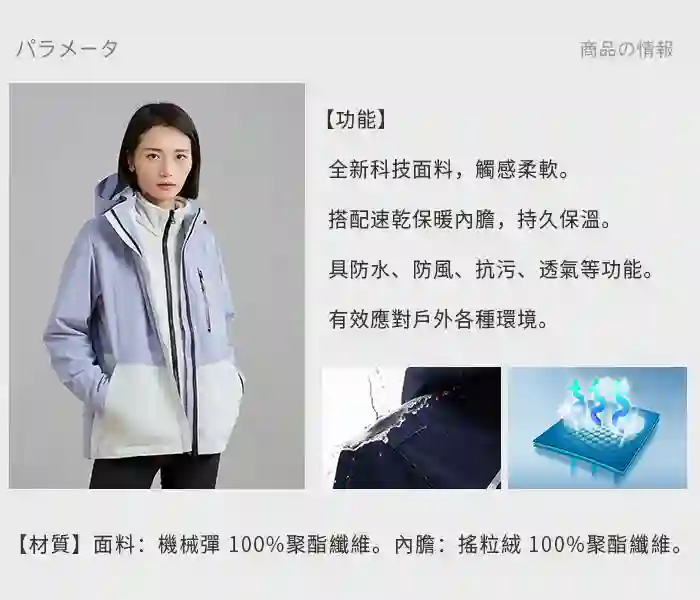 パラメータ
商品の情報
【功能】
全新科技面料，觸感柔軟。
搭配速乾保暖內膽，持久保溫。
具防水、防風、抗污、透氣等功能。
有效應對戶外各種環境。
【材質】面料：機械彈 100%聚酯纖維。內膽：搖粒絨 100%聚酯纖維。